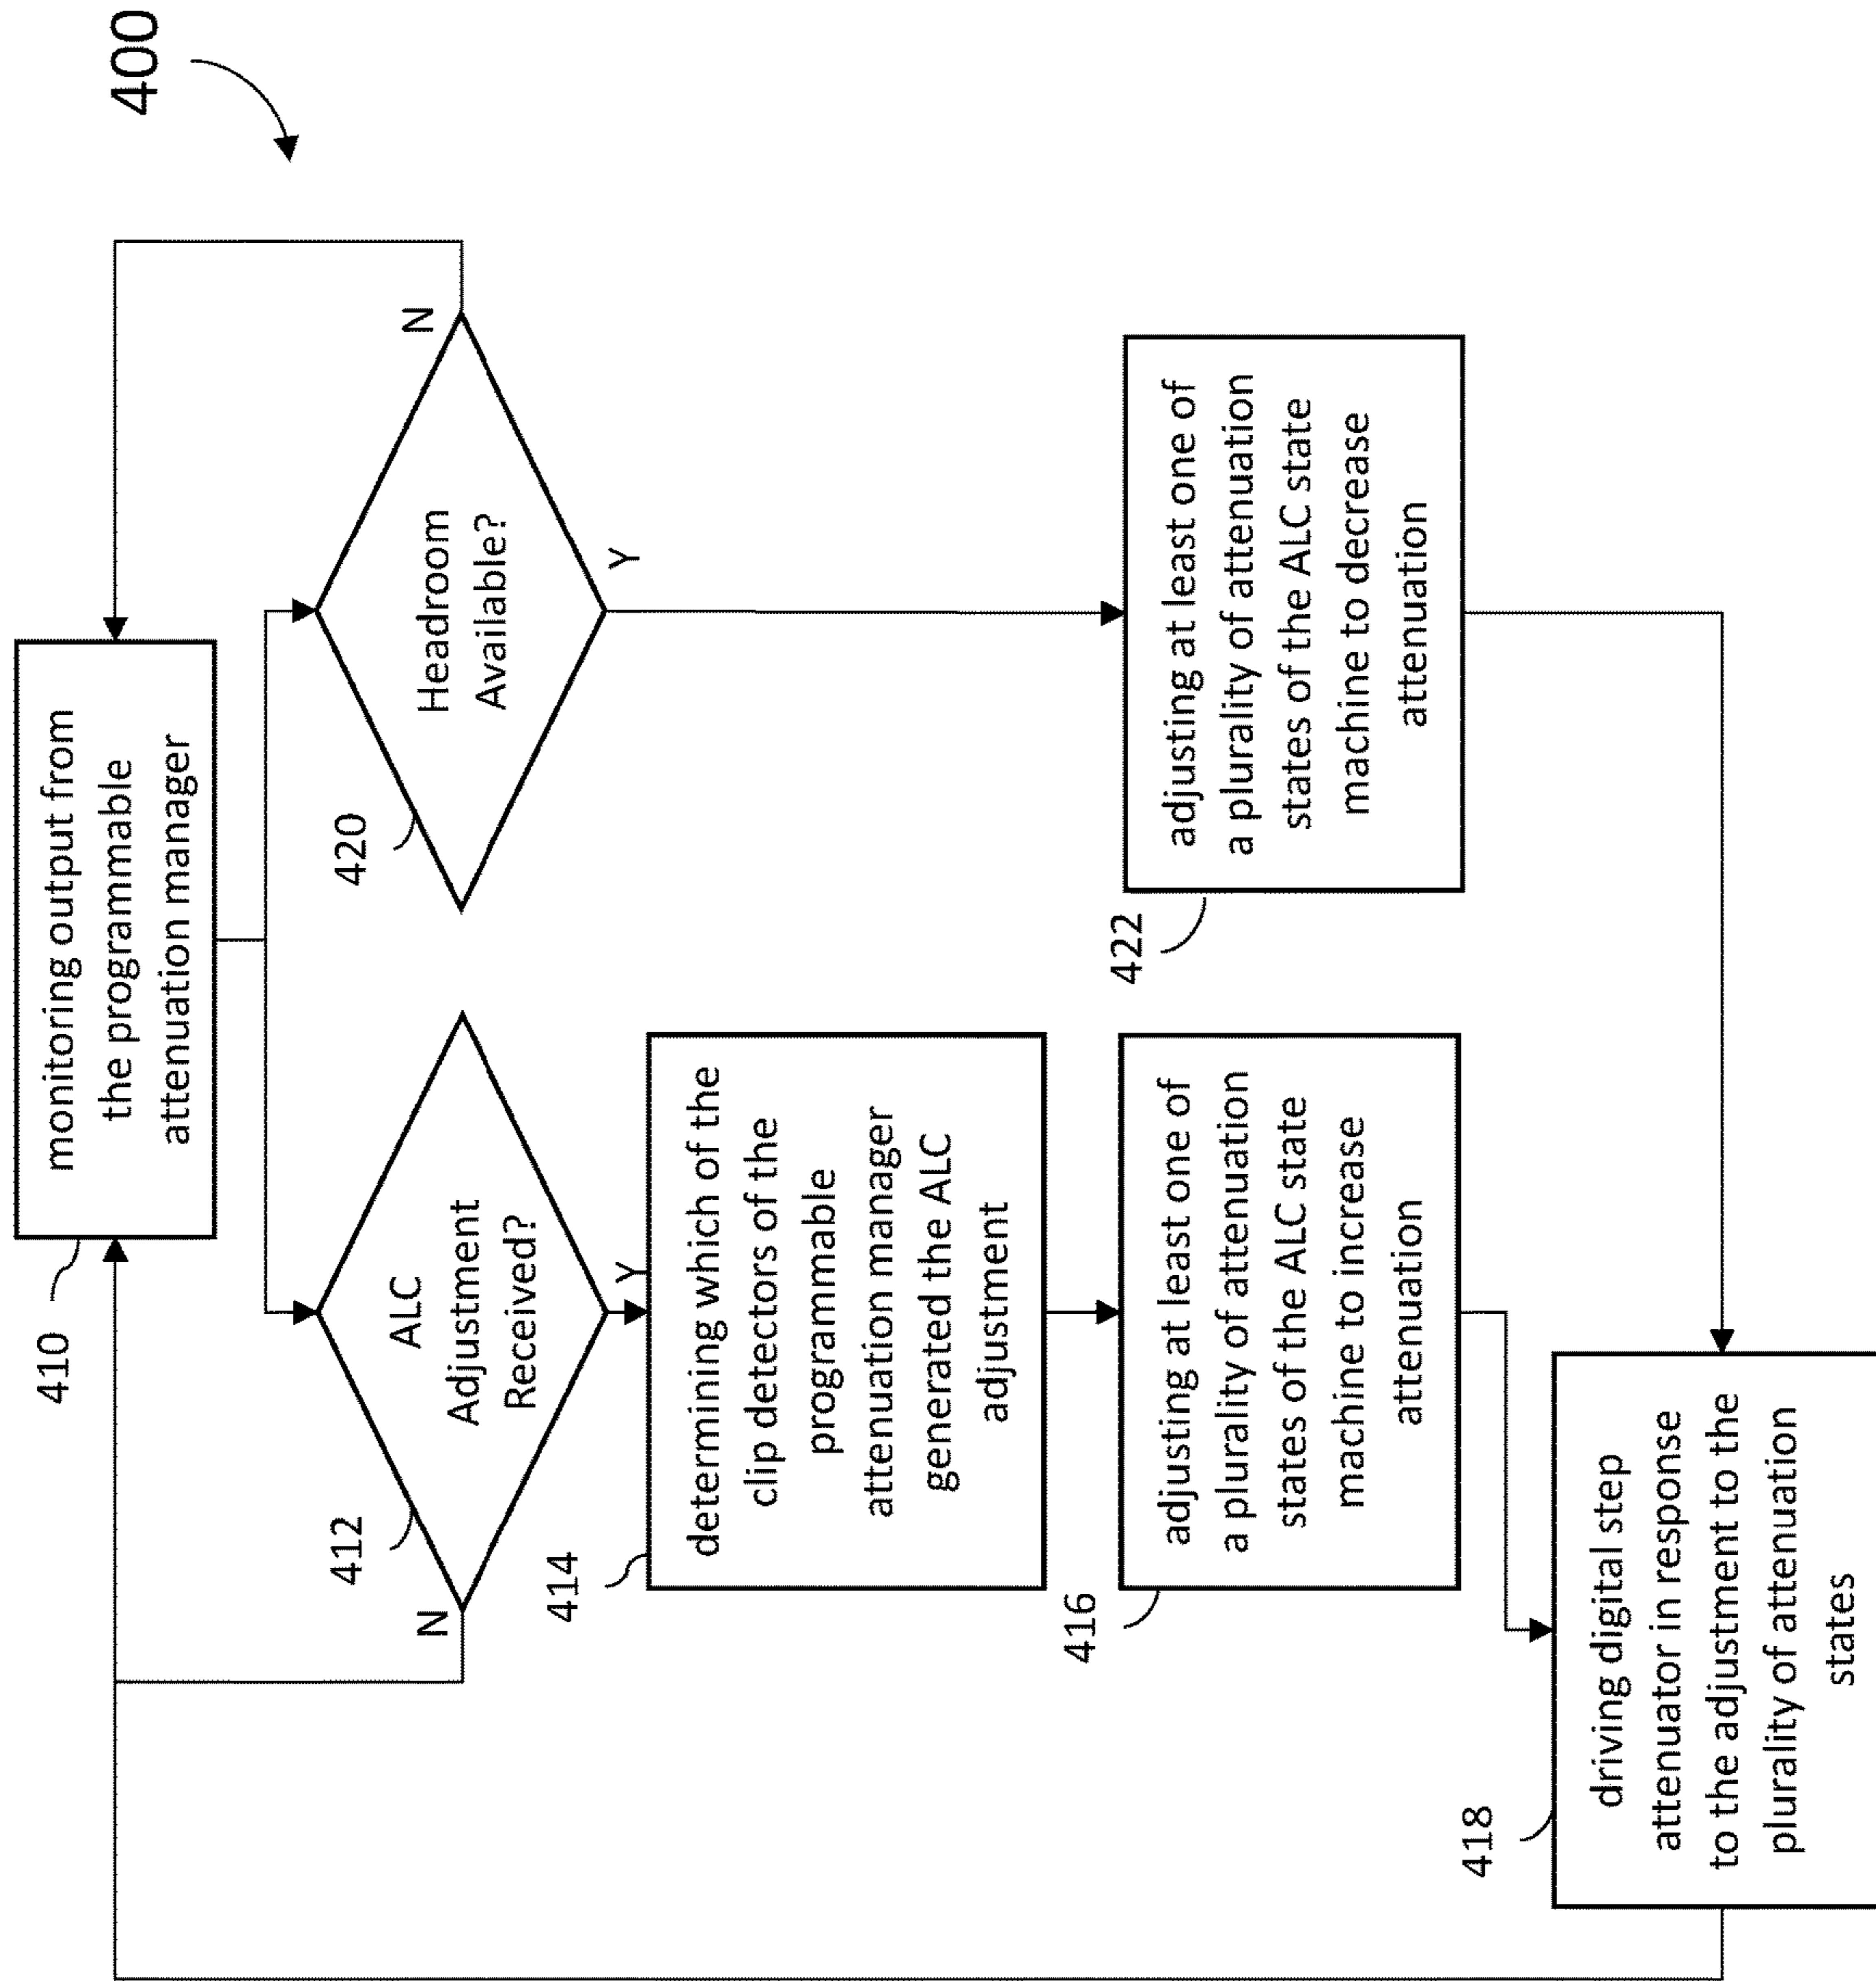 400
410
monitoring output from
the programmable
attenuation manager
412
ALC
Adjustment
Received?
N
Y
420
Headroom
Available?
N
Y
414
determining which of the
clip detectors of the
programmable
attenuation manager
generated the ALC
adjustment
416
adjusting at least one of
a plurality of attenuation
states of the ALC state
machine to increase
attenuation
422
adjusting at least one of
a plurality of attenuation
states of the ALC state
machine to decrease
attenuation
418
driving digital step
attenuator in response
to the adjustment to the
plurality of attenuation
states